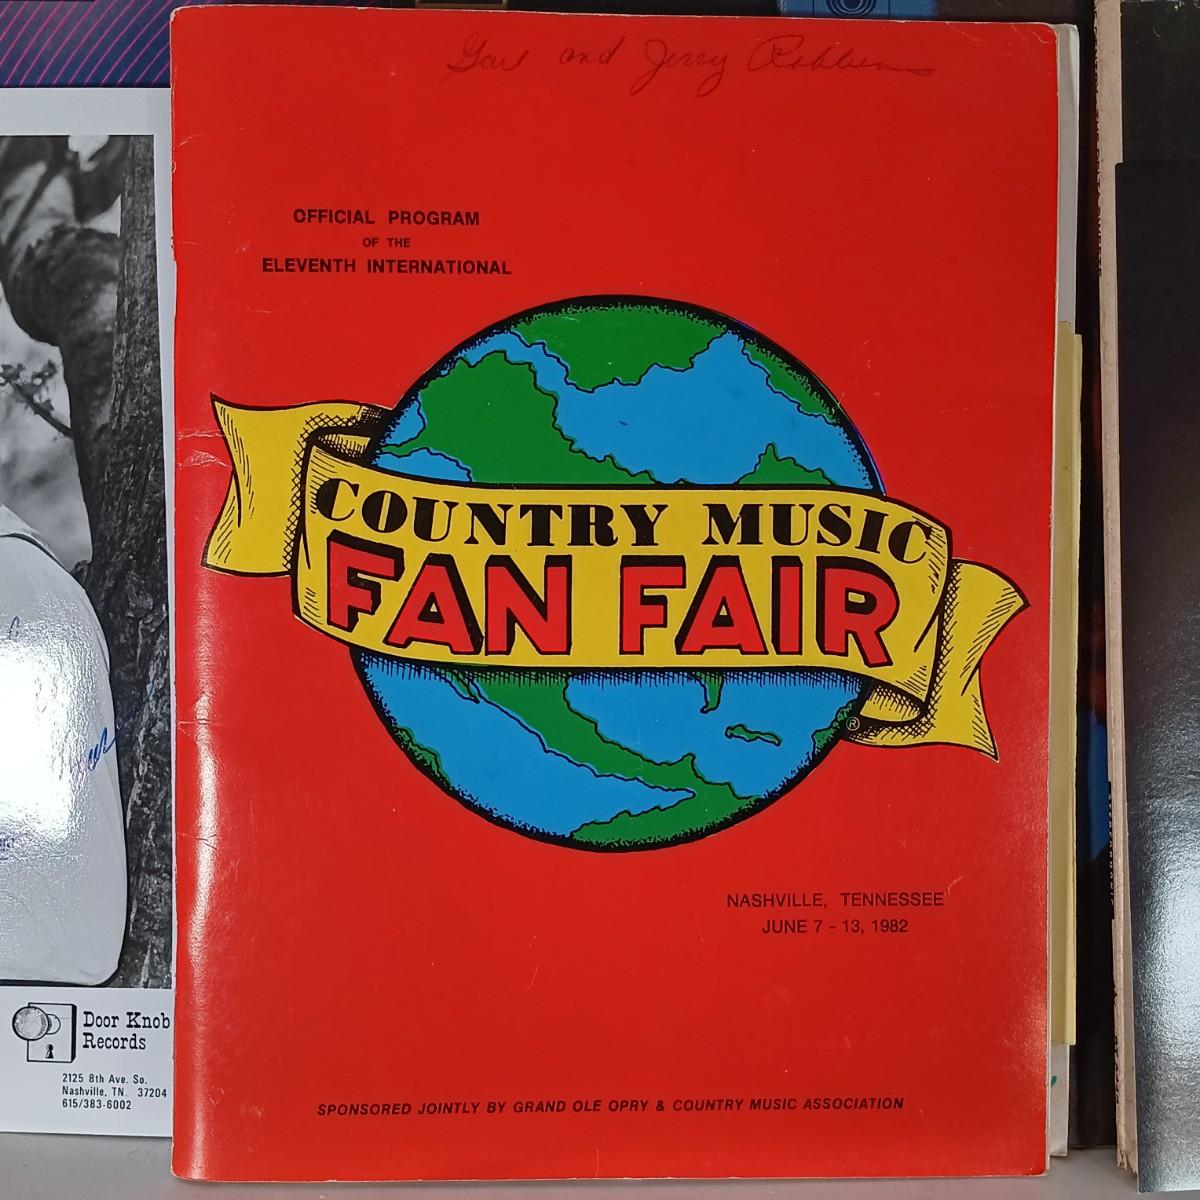 and Jerry
OFFICIAL PROGRAM
OF THE
ELEVENTH INTERNATIONAL
COUNTRY MUSIC
FAN FAIR
®
NASHVILLE, TENNESSEE
JUNE 7 - 13, 1982
SPONSORED JOINTLY BY GRAND OLE OPRY & COUNTRY MUSIC ASSOCIATION
Door Knob
Records
2125 8th Ave. So.
Nashville, TN. 37204
615/383-6002